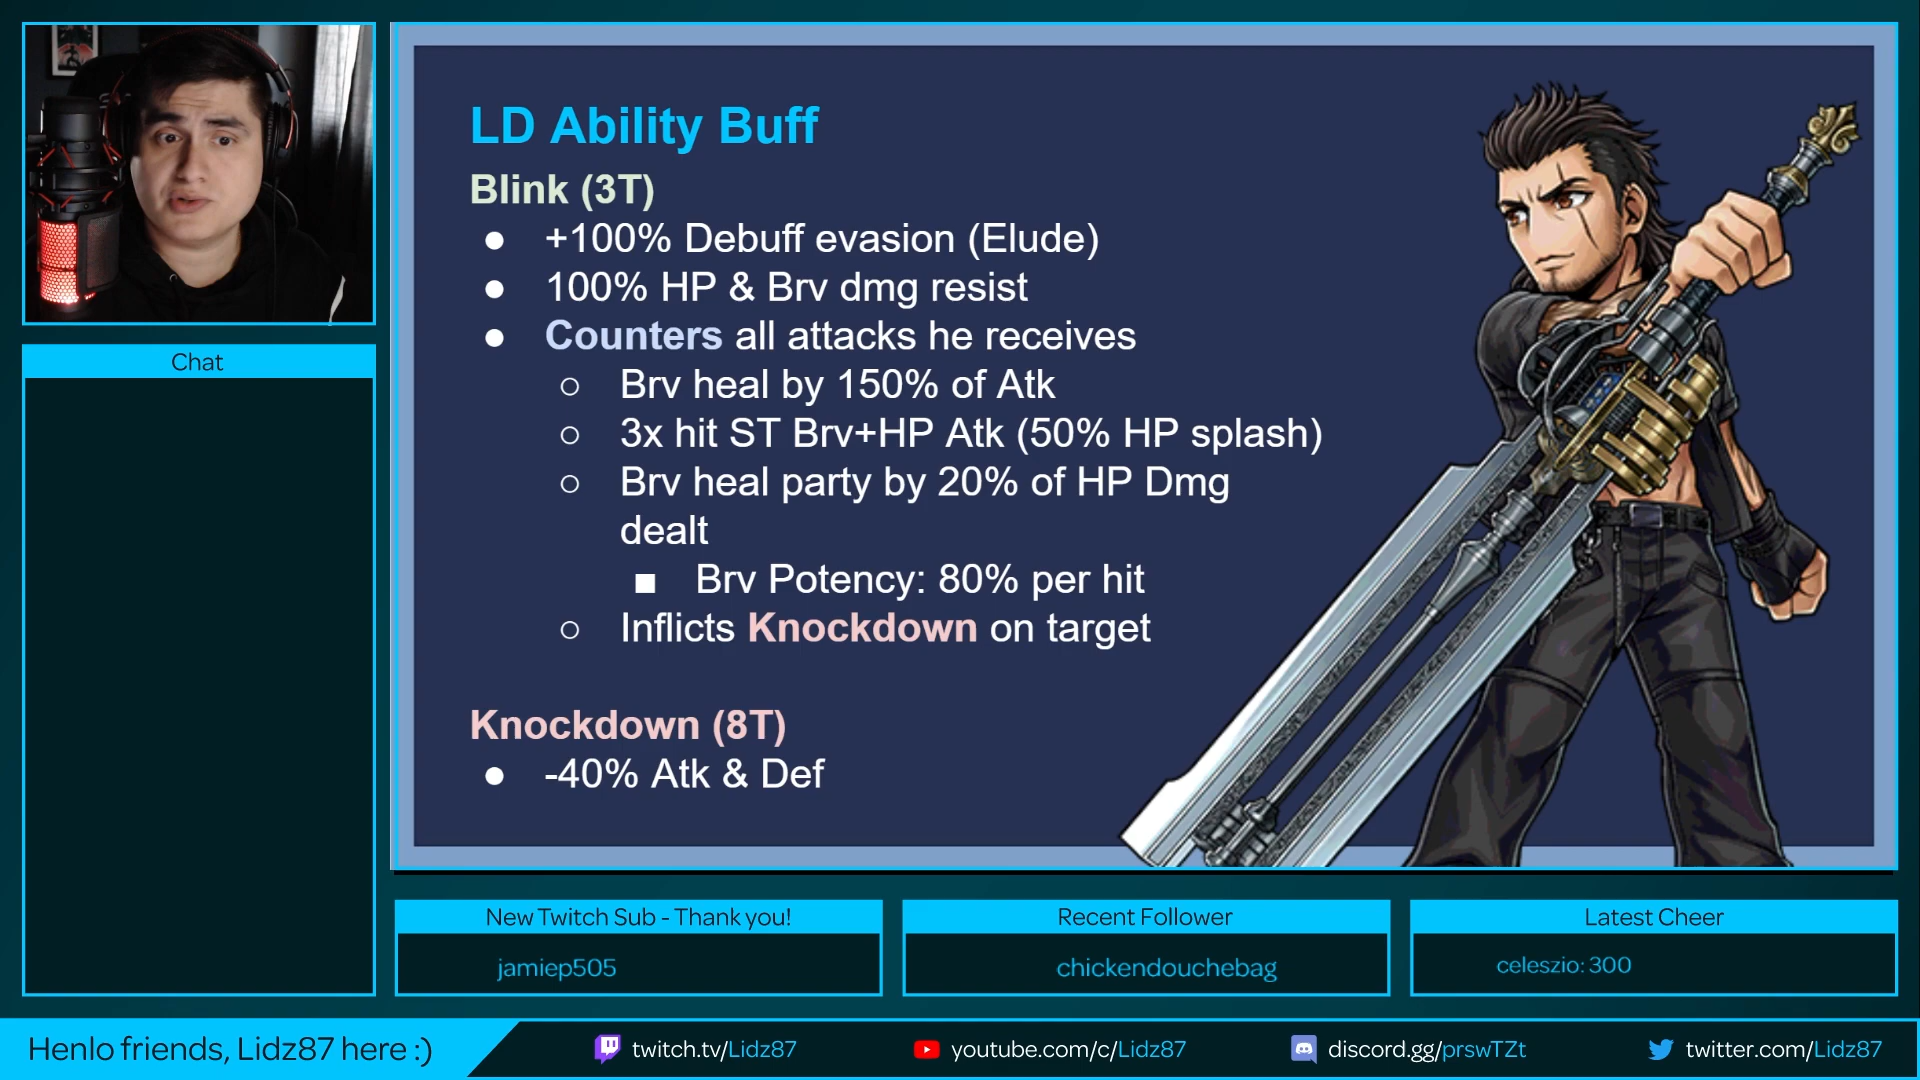 LD Ability Buff
Blink (3T)
● +100% Debuff evasion (Elude)
● 100% HP & Brv dmg resist
● Counters all attacks he receives
○ Brv heal by 150% of Atk
○ 3x hit ST Brv+HP Atk (50% HP splash)
○ Brv heal party by 20% of HP Dmg
dealt
■ Brv Potency: 80% per hit
○ Inflicts Knockdown on target
Knockdown (8T)
● -40% Atk & Def
Chat
New Twitch Sub - Thank you!
jamiep505
Recent Follower
chickendouchebag
Latest Cheer
celeszio: 300
Henlo friends, Lidz87 here :)
twitch.tv/Lidz87
youtube.com/c/Lidz87
discord.gg/prswTZt
twitter.com/Lidz87